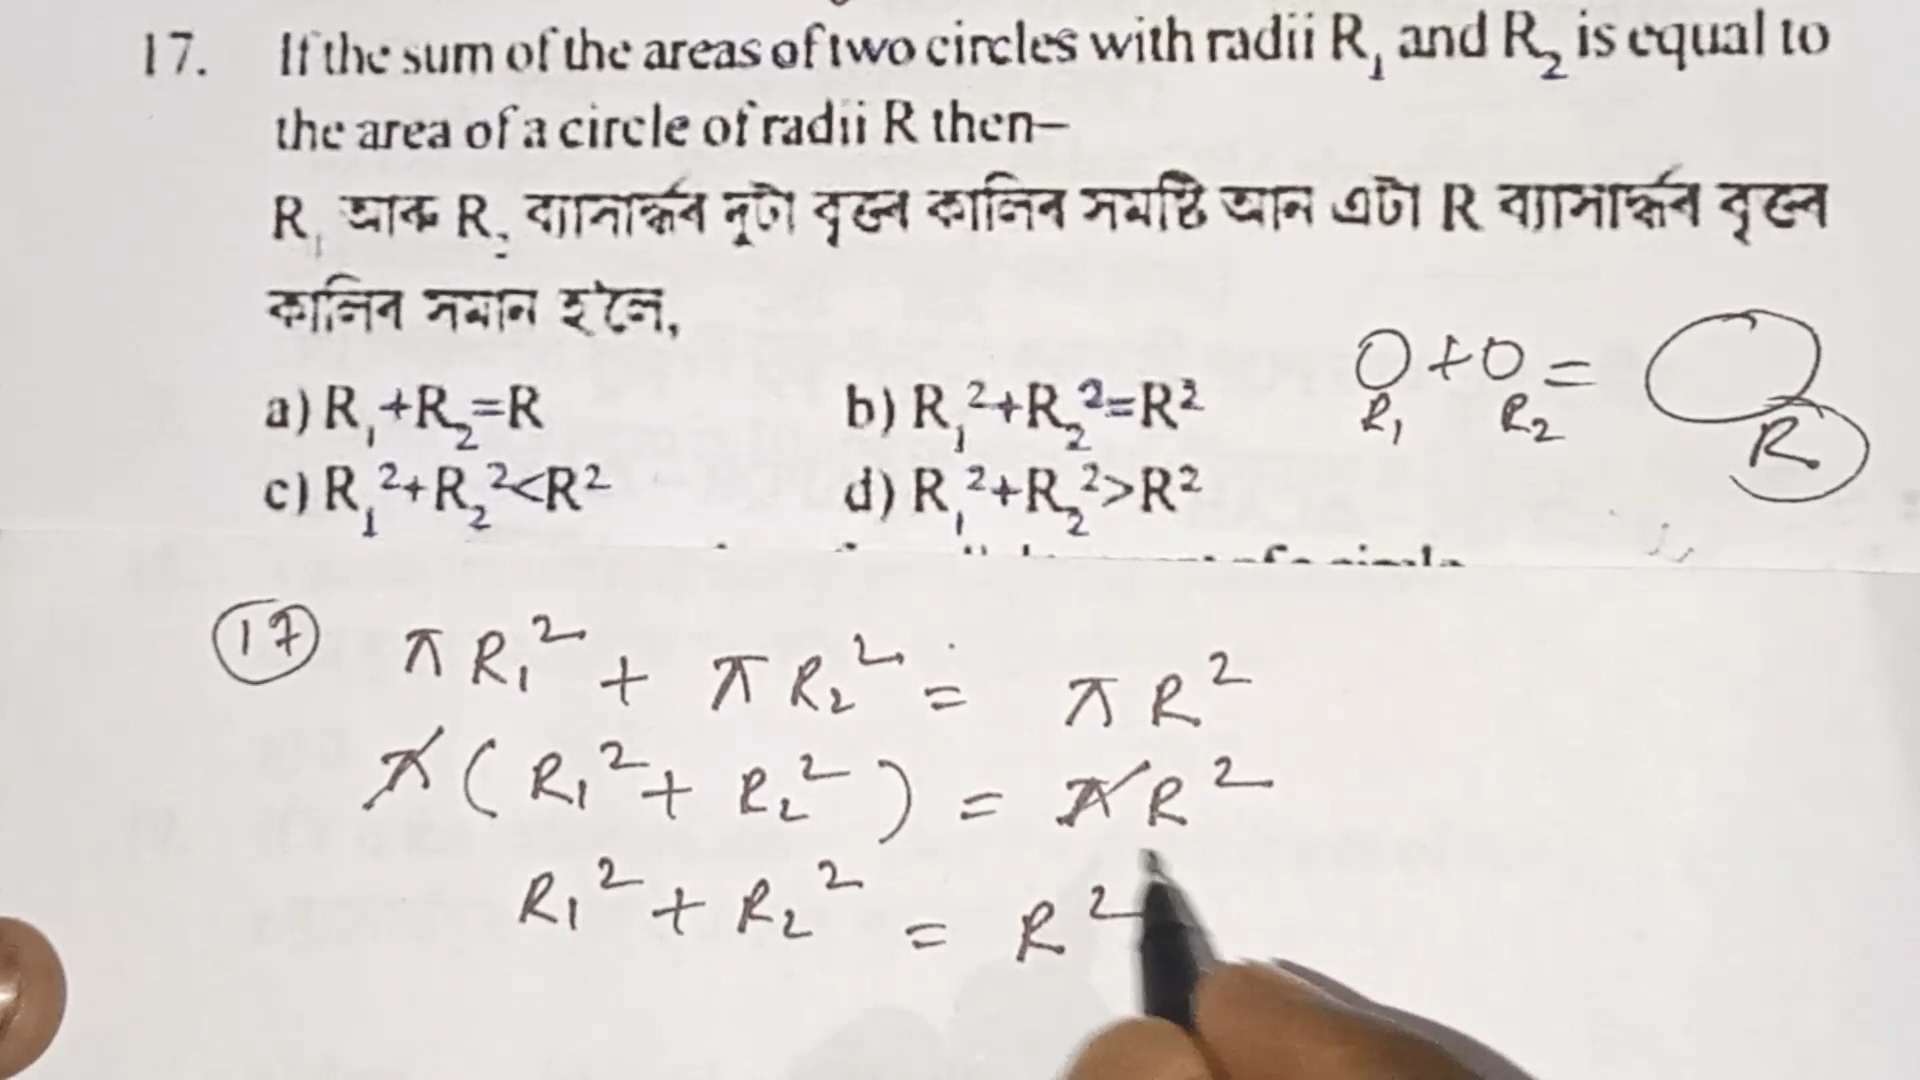 17. If the sum of the areas of two circles with radii R₁ and R₂ is equal to
the area of a circle of radii R then–
R₁ আৰু R₂ ব্যাসাৰ্দ্ধৰ দুটা বৃত্তৰ কালিৰ সমষ্টি আন এটা R ব্যাসাৰ্দ্ধৰ বৃত্তৰ
কালিৰ সমান হ'লে,
a) R₁+R₂=R b) R₁²+R₂²=R²
c) R₁²+R₂²<R² d) R₁²+R₂²>R²
O + O = O
R₁ R₂ R
17 πR₁² + πR₂² = πR²
π(R₁² + R₂²) = πR²
R₁² + R₂² = R²